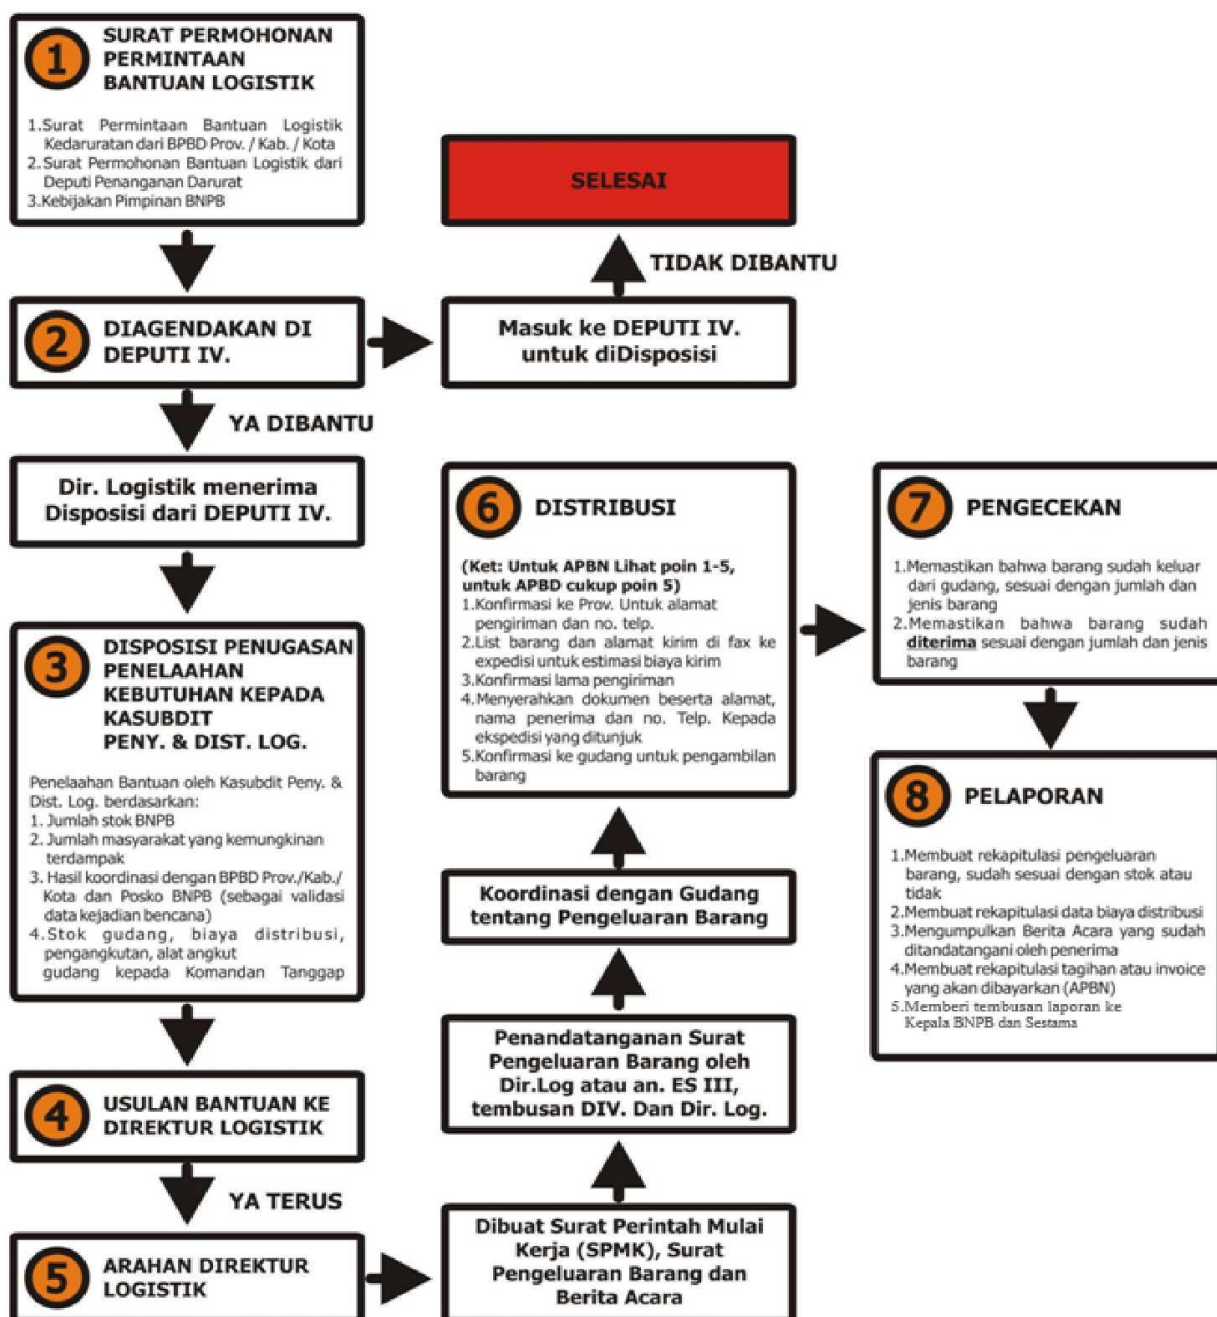 1
SURAT PERMOHONAN
PERMINTAAN
BANTUAN LOGISTIK
1.Surat Permintaan Bantuan Logistik
Kedaruratan dari BPBD Prov. / Kab. / Kota
2.Surat Permohonan Bantuan Logistik dari
Deputi Penanganan Darurat
3.Kebijakan Pimpinan BNPB
SELESAI
TIDAK DIBANTU
2
DIAGENDAKAN DI
DEPUTI IV.
Masuk ke DEPUTI IV.
untuk diDisposisi
YA DIBANTU
Dir. Logistik menerima
Disposisi dari DEPUTI IV.
3
DISPOSISI PENUGASAN
PENELAAHAN
KEBUTUHAN KEPADA
KASUBDIT
PENY. & DIST. LOG.
Penelaahan Bantuan oleh Kasubdit Peny. &
Dist. Log. berdasarkan:
1. Jumlah stok BNPB
2. Jumlah masyarakat yang kemungkinan
terdampak
3. Hasil koordinasi dengan BPBD Prov./Kab./
Kota dan Posko BNPB (sebagai validasi
data kejadian bencana)
4.Stok gudang, biaya distribusi,
pengangkutan, alat angkut
gudang kepada Komandan Tanggap
4
USULAN BANTUAN KE
DIREKTUR LOGISTIK
YA TERUS
5
ARAHAN DIREKTUR
LOGISTIK
Dibuat Surat Perintah Mulai
Kerja (SPMK), Surat
Pengeluaran Barang dan
Berita Acara
Penandatanganan Surat
Pengeluaran Barang oleh
Dir.Log atau an. ES III,
tembusan DIV. Dan Dir. Log.
Koordinasi dengan Gudang
tentang Pengeluaran Barang
6
DISTRIBUSI
(Ket: Untuk APBN Lihat poin 1-5,
untuk APBD cukup poin 5)
1.Konfirmasi ke Prov. Untuk alamat
pengiriman dan no. telp.
2.List barang dan alamat kirim di fax ke
expedisi untuk estimasi biaya kirim
3.Konfirmasi lama pengiriman
4.Menyerahkan dokumen beserta alamat,
nama penerima dan no. Telp. Kepada
ekspedisi yang ditunjuk
5.Konfirmasi ke gudang untuk pengambilan
barang
7
PENGECEKAN
1.Memastikan bahwa barang sudah keluar
dari gudang, sesuai dengan jumlah dan
jenis barang
2.Memastikan bahwa barang sudah
diterima sesuai dengan jumlah dan jenis
barang
8
PELAPORAN
1.Membuat rekapitulasi pengeluaran
barang, sudah sesuai dengan stok atau
tidak
2.Membuat rekapitulasi data biaya distribusi
3.Mengumpulkan Berita Acara yang sudah
ditandatangani oleh penerima
4.Membuat rekapitulasi tagihan atau invoice
yang akan dibayarkan (APBN)
5.Memberi tembusan laporan ke
Kepala BNPB dan Sestama